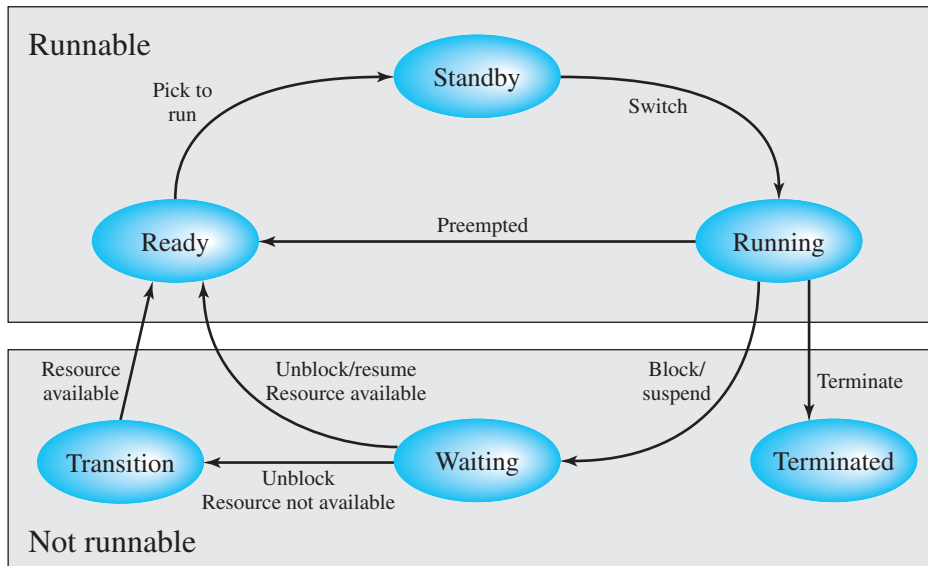 Runnable
Standby
Pick to
run
Switch
Ready
Preempted
Running
Resource
available
Unblock/resume
Resource available
Block/
suspend
Terminate
Transition
Waiting
Terminated
Unblock
Resource not available
Not runnable